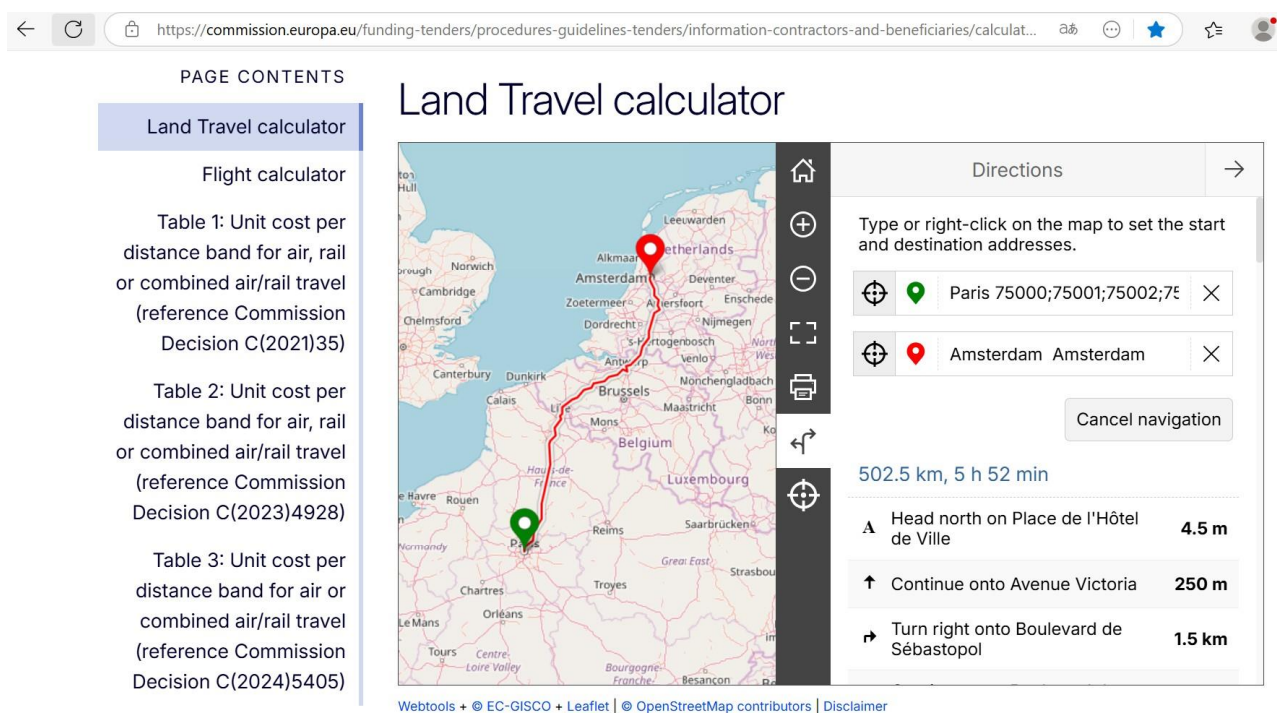 https://commission.europa.eu/funding-tenders/procedures-guidelines-tenders/information-contractors-and-beneficiaries/calculat...
PAGE CONTENTS
Land Travel calculator
Flight calculator
Table 1: Unit cost per
distance band for air, rail
or combined air/rail travel
(reference Commission
Decision C(2021)35)
Table 2: Unit cost per
distance band for air, rail
or combined air/rail travel
(reference Commission
Decision C(2023)4928)
Table 3: Unit cost per
distance band for air or
combined air/rail travel
(reference Commission
Decision C(2024)5405)
Land Travel calculator
Hull
Leeuwarden
Alkmaar
etherlands
Norwich
Amsterdam
Deventer
Cambridge
Zoetermeer
Amersfoort
Enschede
Chelmsford
Dordrecht
Nijmegen
's-Hertogenbosch
Antwerp
Venlo
Canterbury
Dunkirk
Monchengladbach
Calais
Brussels
Maastricht
Bonn
Lille
Mons
Belgium
Hauts-de-
France
Luxembourg
e Havre
Rouen
Reims
Saarbrücken
Normandy
Paris
Great East
Strasbou
Chartres
Troyes
Le Mans
Orléans
Tours
Centre-
Loire Valley
Bourgogne-
Franche-
Besançon
Directions
Type or right-click on the map to set the start
and destination addresses.
Paris 75000;75001;75002;75
Amsterdam Amsterdam
Cancel navigation
502.5 km, 5 h 52 min
A Head north on Place de l'Hôtel
de Ville
4.5 m
Continue onto Avenue Victoria 250 m
Turn right onto Boulevard de
Sébastopol
1.5 km
Webtools + © EC-GISCO + Leaflet | © OpenStreetMap contributors | Disclaimer